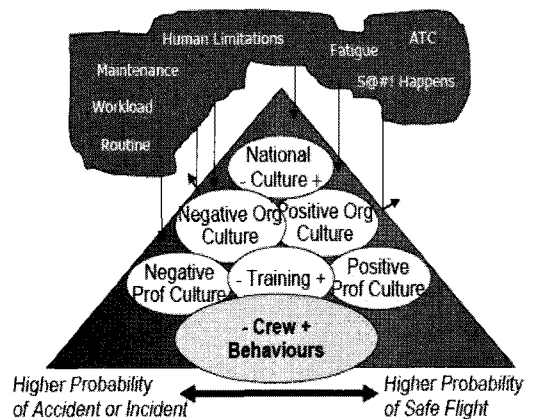 Human Limitations
Fatigue
ATC
Maintenance
S@#1 Happens
Workload
Routine
National
- Culture +
Negative Org
Culture
Positive Org
Culture
Negative
Prof Culture
- Training +
Positive
Prof Culture
- Crew +
Behaviours
Higher Probability
of Accident or Incident
Higher Probability
of Safe Flight